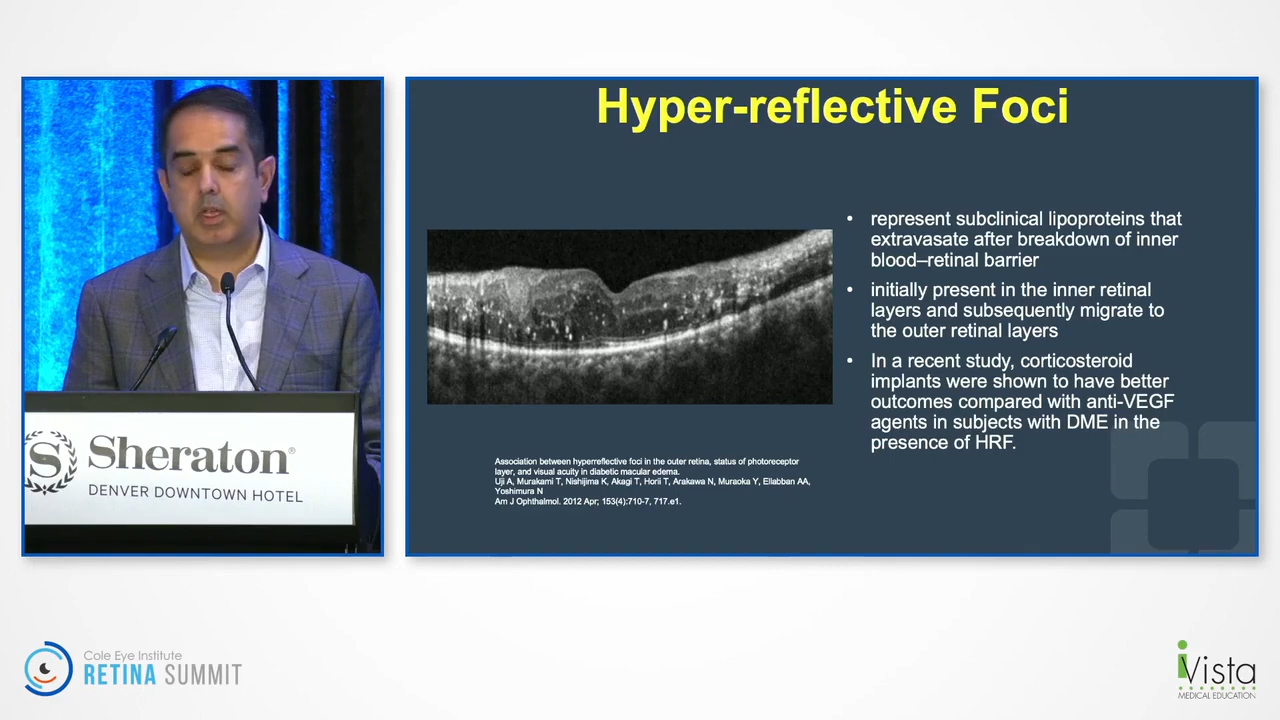 Hyper-reflective Foci
• represent subclinical lipoproteins that
extravasate after breakdown of inner
blood–retinal barrier
• initially present in the inner retinal
layers and subsequently migrate to
the outer retinal layers
• In a recent study, corticosteroid
implants were shown to have better
outcomes compared with anti-VEGF
agents in subjects with DME in the
presence of HRF.
Association between hyperreflective foci in the outer retina, status of photoreceptor
layer, and visual acuity in diabetic macular edema.
Uji A, Murakami T, Nishijima K, Akagi T, Horii T, Arakawa N, Muraoka Y, Ellabban AA,
Yoshimura N
Am J Ophthalmol. 2012 Apr; 153(4):710-7, 717.e1.
S
Sheraton®
DENVER DOWNTOWN HOTEL
Cole Eye Institute
RETINA SUMMIT
iVista
MEDICAL EDUCATION